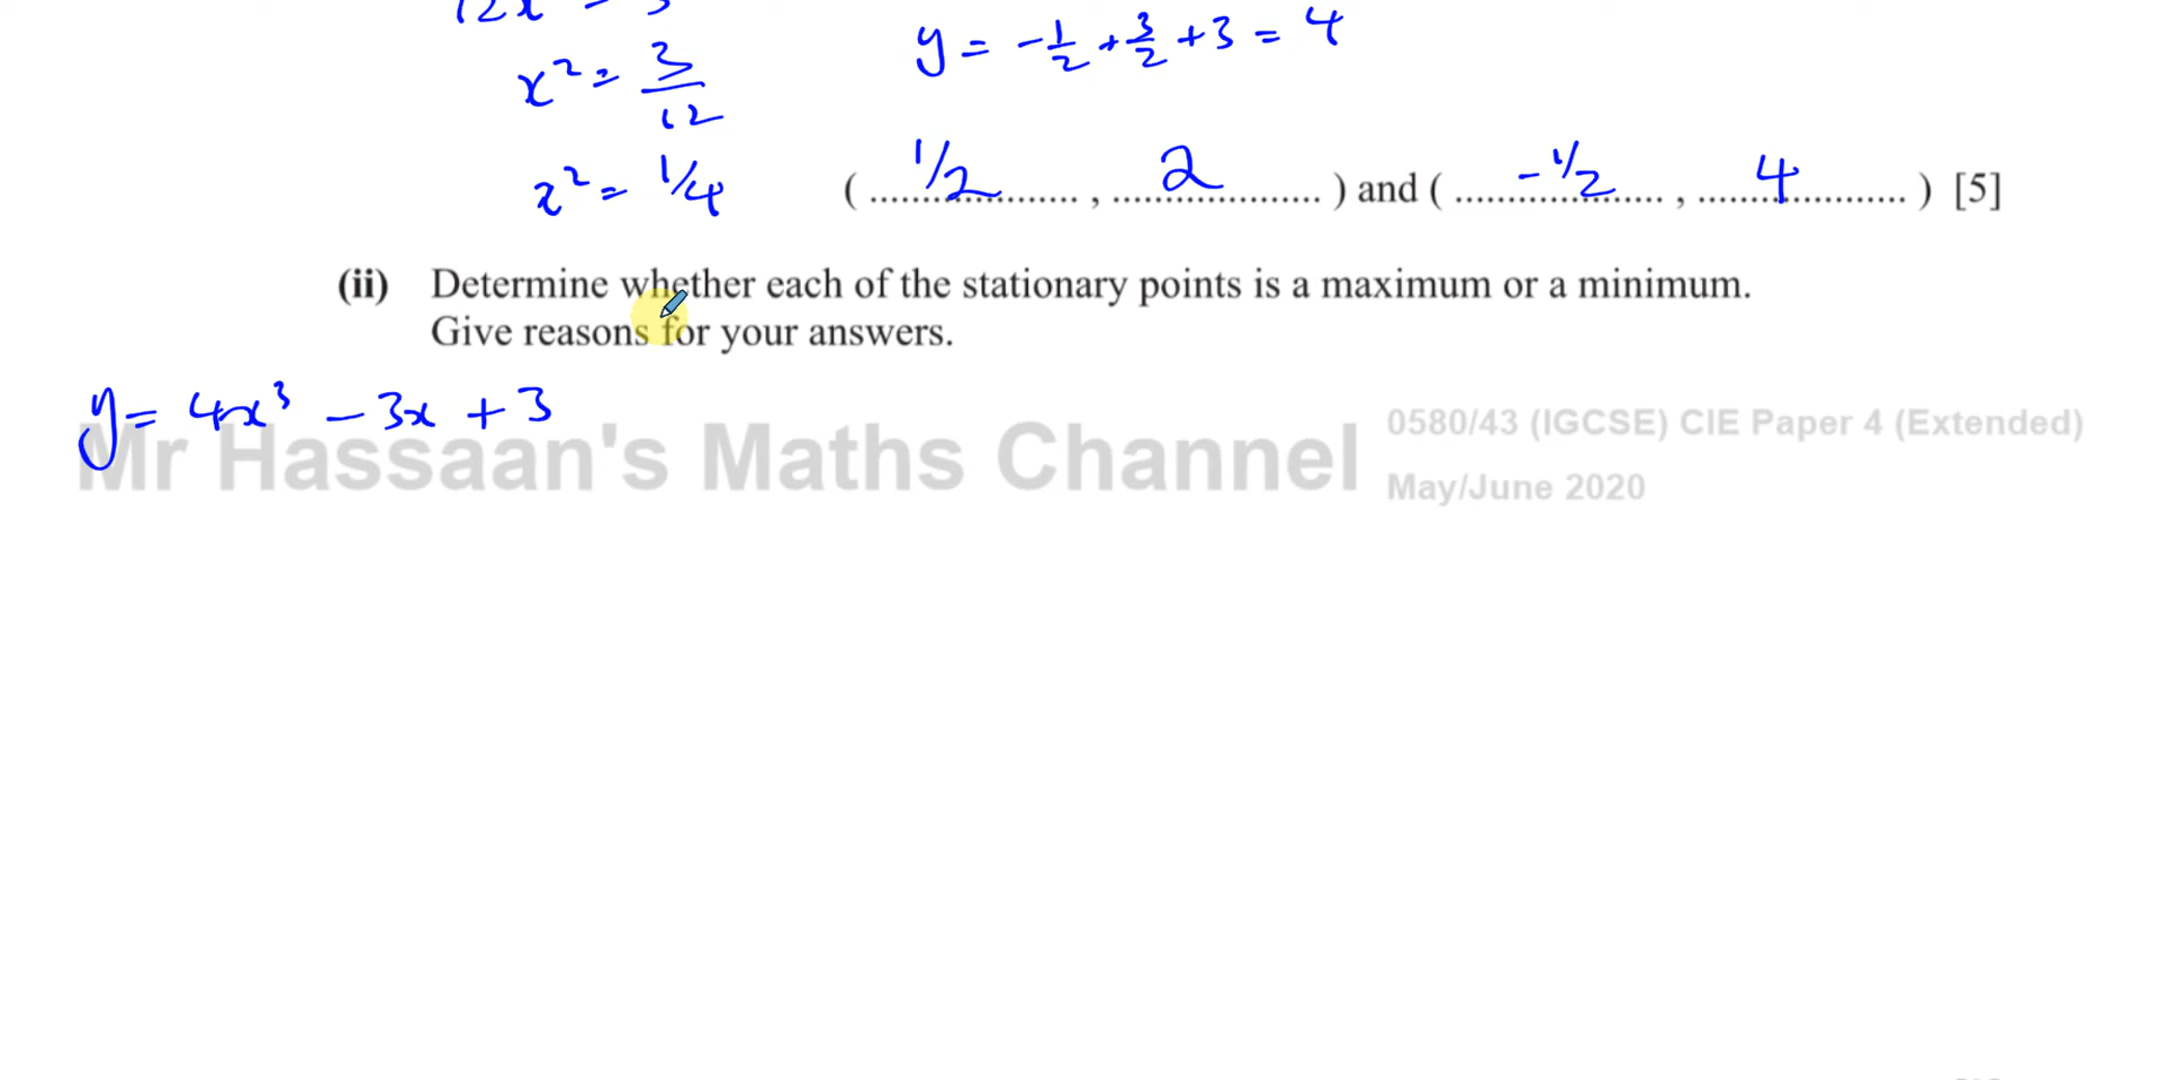 y = -1/2 + 3/2 + 3 = 4
x² = 3/12
x² = 1/4
( .......1/2......... , .......2......... ) and ( .......-1/2......... , .......4......... ) [5]
(ii) Determine whether each of the stationary points is a maximum or a minimum.
Give reasons for your answers.
y = 4x³ - 3x + 3
Mr Hassaan's Maths Channel
0580/43 (IGCSE) CIE Paper 4 (Extended)
May/June 2020